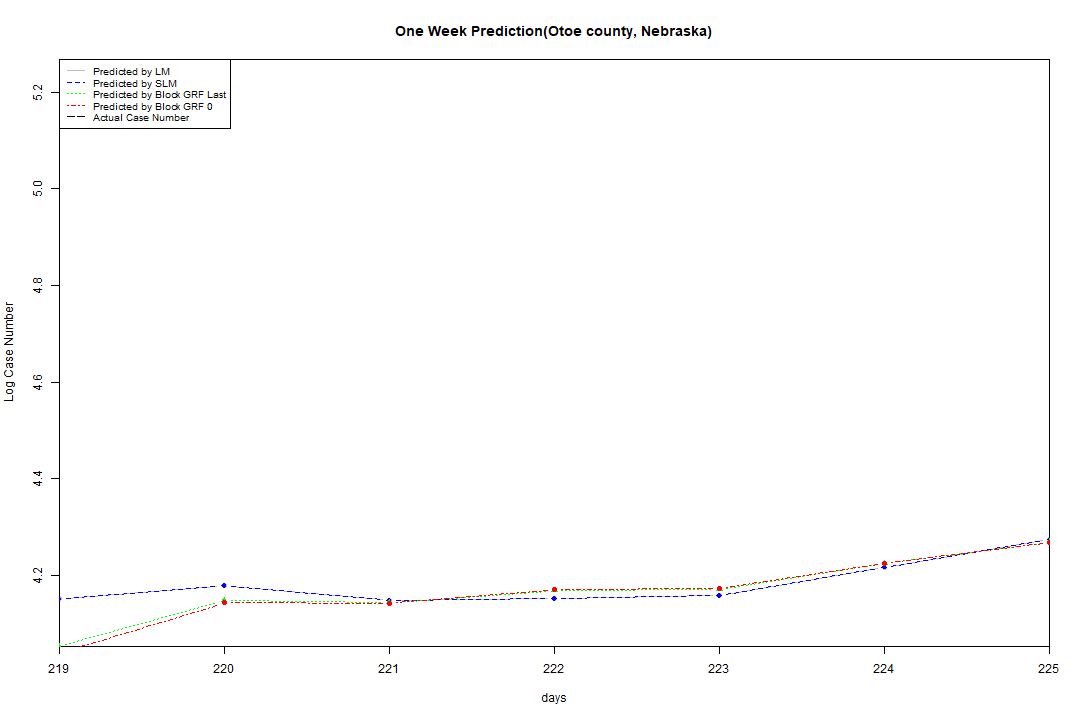 One Week Prediction(Otoe county, Nebraska)
Predicted by LM
Predicted by SLM
Predicted by Block GRF Last
Predicted by Block GRF 0
Actual Case Number
Log Case Number
5.2
5.0
4.8
4.6
4.4
4.2
219 220 221 222 223 224 225
days